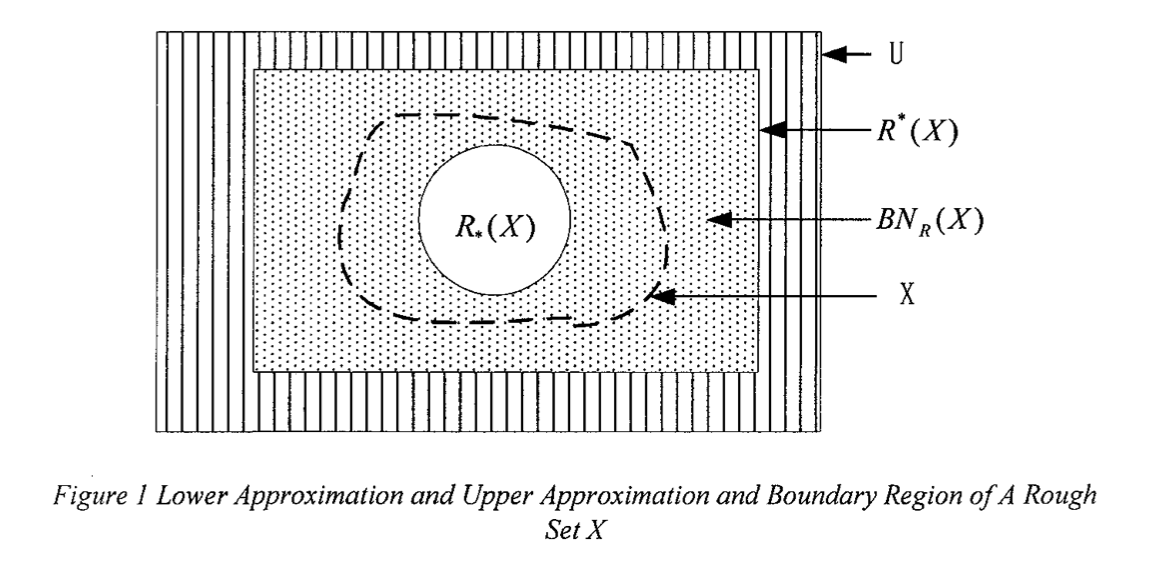 U
R*(X)
BN_R(X)
R_*(X)
X
Figure 1 Lower Approximation and Upper Approximation and Boundary Region of A Rough
Set X